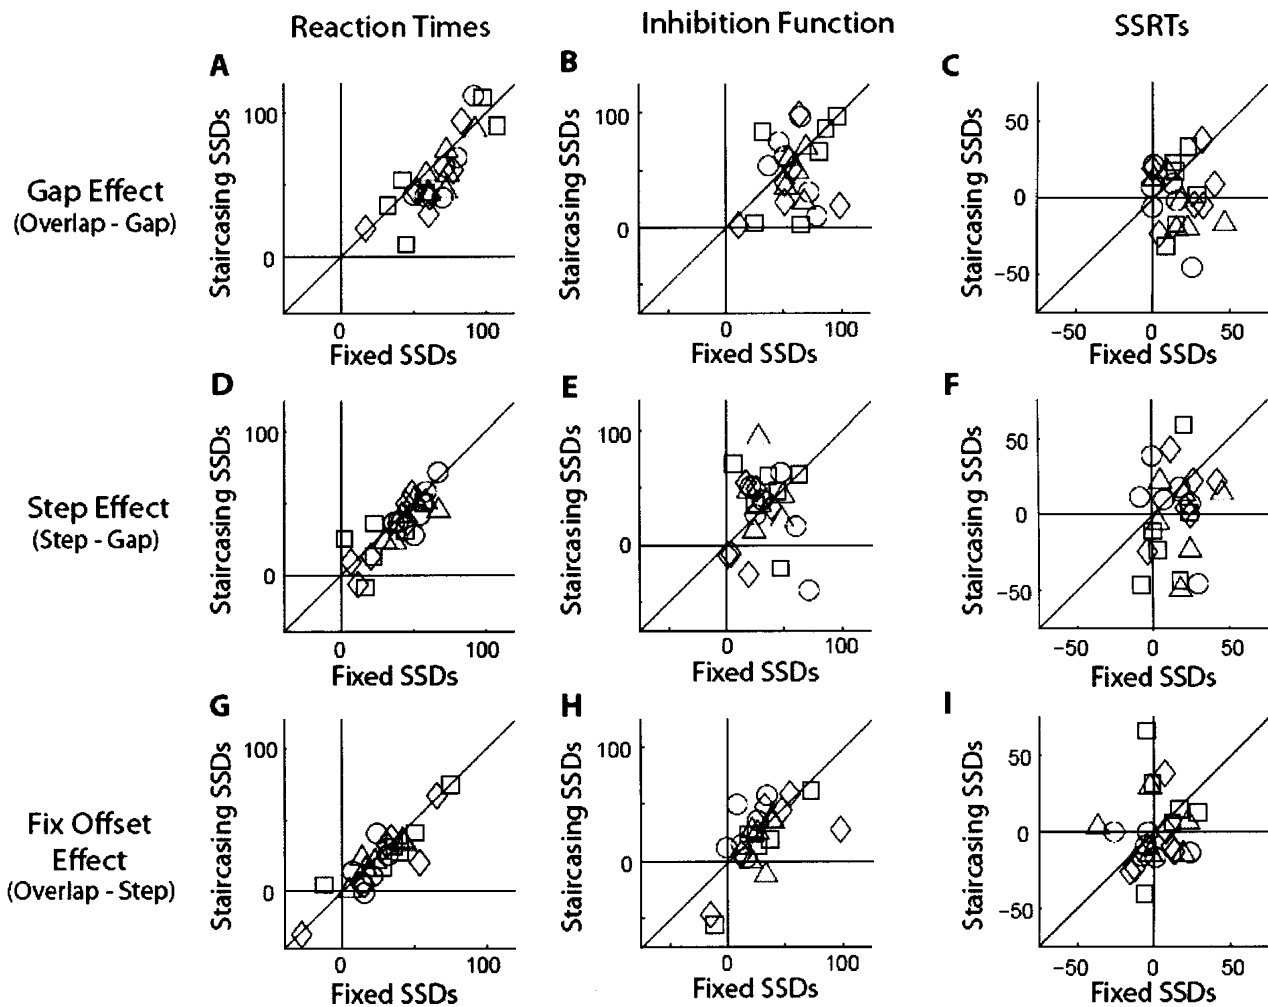 Reaction Times
Inhibition Function
SSRTs
Gap Effect
(Overlap - Gap)
A
Staircasing SSDs
100
0
0
100
Fixed SSDs
B
Staircasing SSDs
100
0
0
100
Fixed SSDs
C
Staircasing SSDs
50
0
−50
−50
0
50
Fixed SSDs
Step Effect
(Step - Gap)
D
Staircasing SSDs
100
0
0
100
Fixed SSDs
E
Staircasing SSDs
100
0
0
100
Fixed SSDs
F
Staircasing SSDs
50
0
−50
−50
0
50
Fixed SSDs
Fix Offset
Effect
(Overlap - Step)
G
Staircasing SSDs
100
0
0
100
Fixed SSDs
H
Staircasing SSDs
100
0
0
100
Fixed SSDs
I
Staircasing SSDs
50
0
−50
−50
0
50
Fixed SSDs